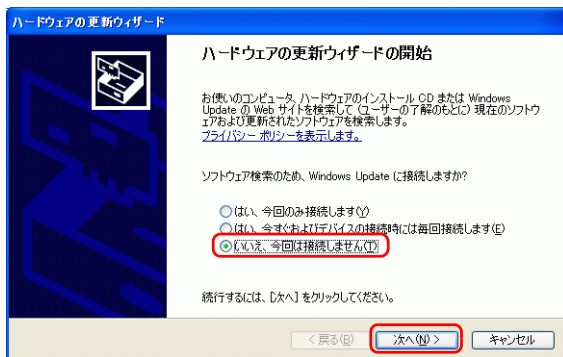 ハードウェアの更新ウィザード
ハードウェアの更新ウィザードの開始
お使いのコンピュータ、ハードウェアのインストール CD または Windows
Update の Web サイトを検索して (ユーザーの了解のもとに) 現在のソフトウ
ェアおよび更新されたソフトウェアを検索します。
プライバシー ポリシーを表示します。
ソフトウェア検索のため、Windows Update に接続しますか?
はい、今回のみ接続します(Y)
はい、今すぐおよびデバイスの接続時には毎回接続します(E)
いいえ、今回は接続しません(T)
続行するには、[次へ] をクリックしてください。
< 戻る(B)
次へ(N) >
キャンセル